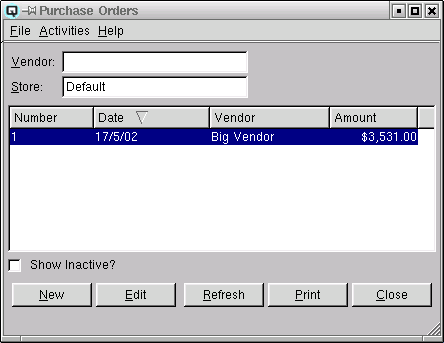 Purchase Orders
File Activities Help
Vendor:
Store: Default
Number Date Vendor Amount
1 17/5/02 Big Vendor $3,531.00
Show Inactive?
New Edit Refresh Print Close